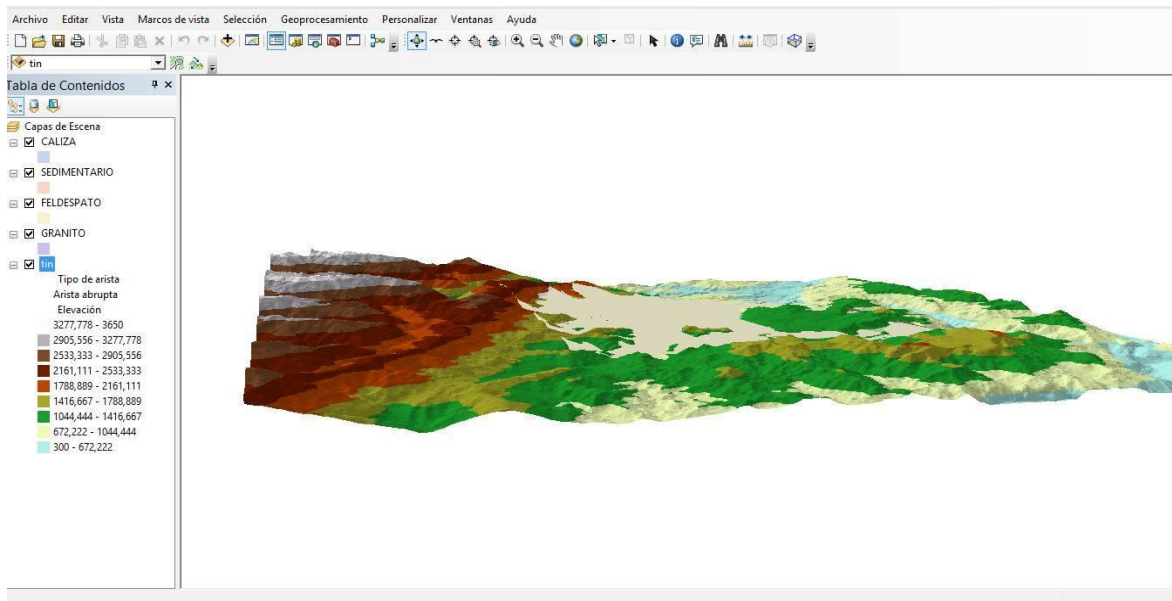 Archivo Editar Vista Marcos de vista Selección Geoprocesamiento Personalizar Ventanas Ayuda
tin
Tabla de Contenidos
Capas de Escena
CALIZA
SEDIMENTARIO
FELDESPATO
GRANITO
tin
Tipo de arista
Arista abrupta
Elevación
3277,778 - 3650
2905,556 - 3277,778
2533,333 - 2905,556
2161,111 - 2533,333
1788,889 - 2161,111
1416,667 - 1788,889
1044,444 - 1416,667
672,222 - 1044,444
300 - 672,222